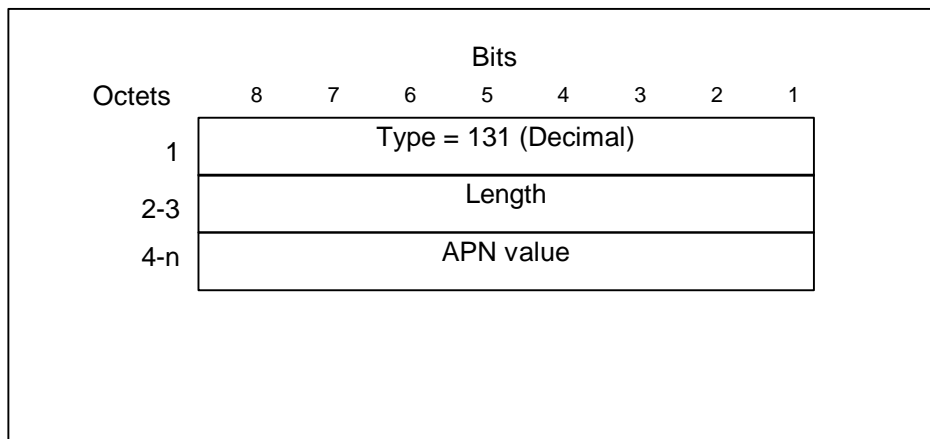 Bits
Octets 8 7 6 5 4 3 2 1
1 Type = 131 (Decimal)
2-3 Length
4-n APN value